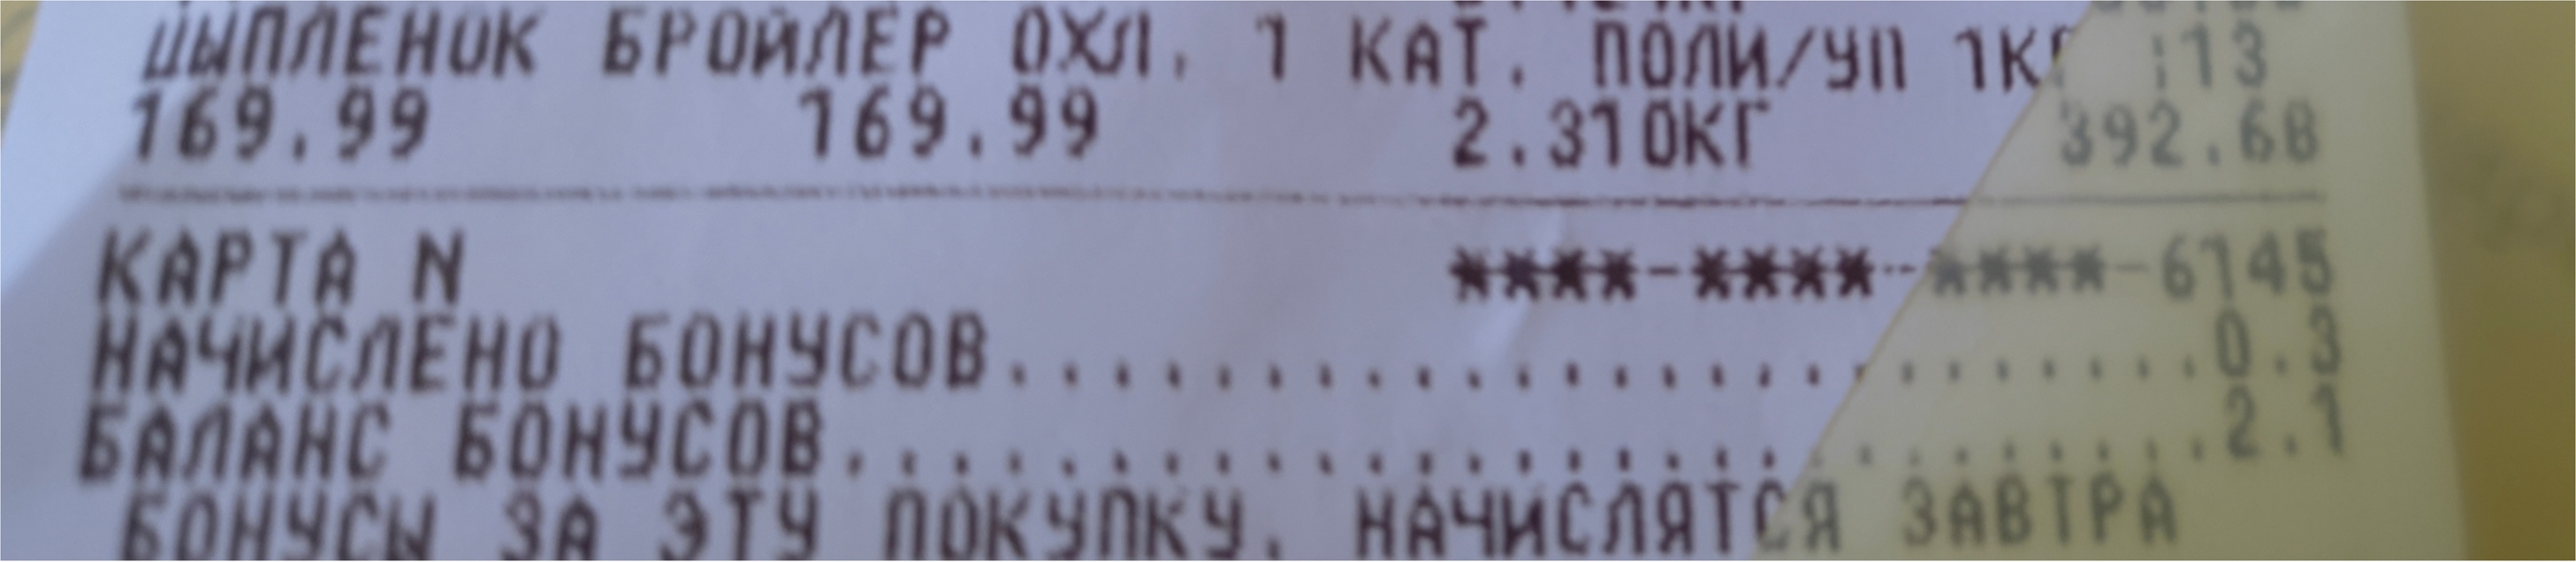 ЦЫПЛЕНОК БРОЙЛЕР ОХЛ. 1 КАТ. ПОЛИ/УП 1КГ :13
169.99 169.99 2.310КГ 392.68
КАРТА N ****-****-****-6145
НАЧИСЛЕНО БОНУСОВ........................0.3
БАЛАНС БОНУСОВ...........................2.1
БОНУСЫ ЗА ЭТУ ПОКУПКУ, НАЧИСЛЯТСЯ ЗАВТРА